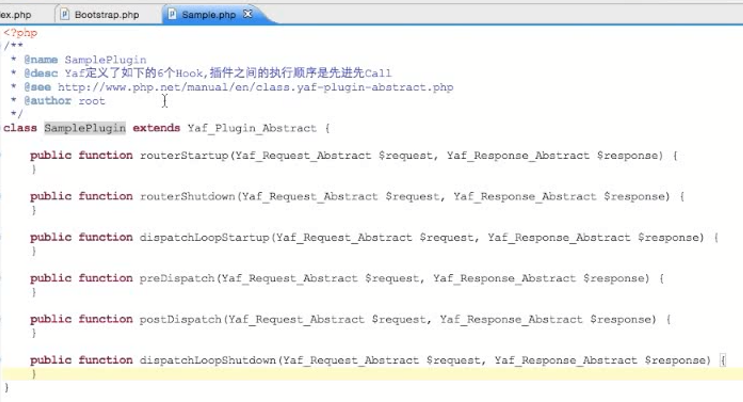 ex.php Bootstrap.php Sample.php
<?php
/**
* @name SamplePlugin
* @desc Yaf定义了如下的6个Hook,插件之间的执行顺序是先进先Call
* @see http://www.php.net/manual/en/class.yaf-plugin-abstract.php
* @author root
*/
class SamplePlugin extends Yaf_Plugin_Abstract {
public function routerStartup(Yaf_Request_Abstract $request, Yaf_Response_Abstract $response) {
}
public function routerShutdown(Yaf_Request_Abstract $request, Yaf_Response_Abstract $response) {
}
public function dispatchLoopStartup(Yaf_Request_Abstract $request, Yaf_Response_Abstract $response) {
}
public function preDispatch(Yaf_Request_Abstract $request, Yaf_Response_Abstract $response) {
}
public function postDispatch(Yaf_Request_Abstract $request, Yaf_Response_Abstract $response) {
}
public function dispatchLoopShutdown(Yaf_Request_Abstract $request, Yaf_Response_Abstract $response) {
}
}